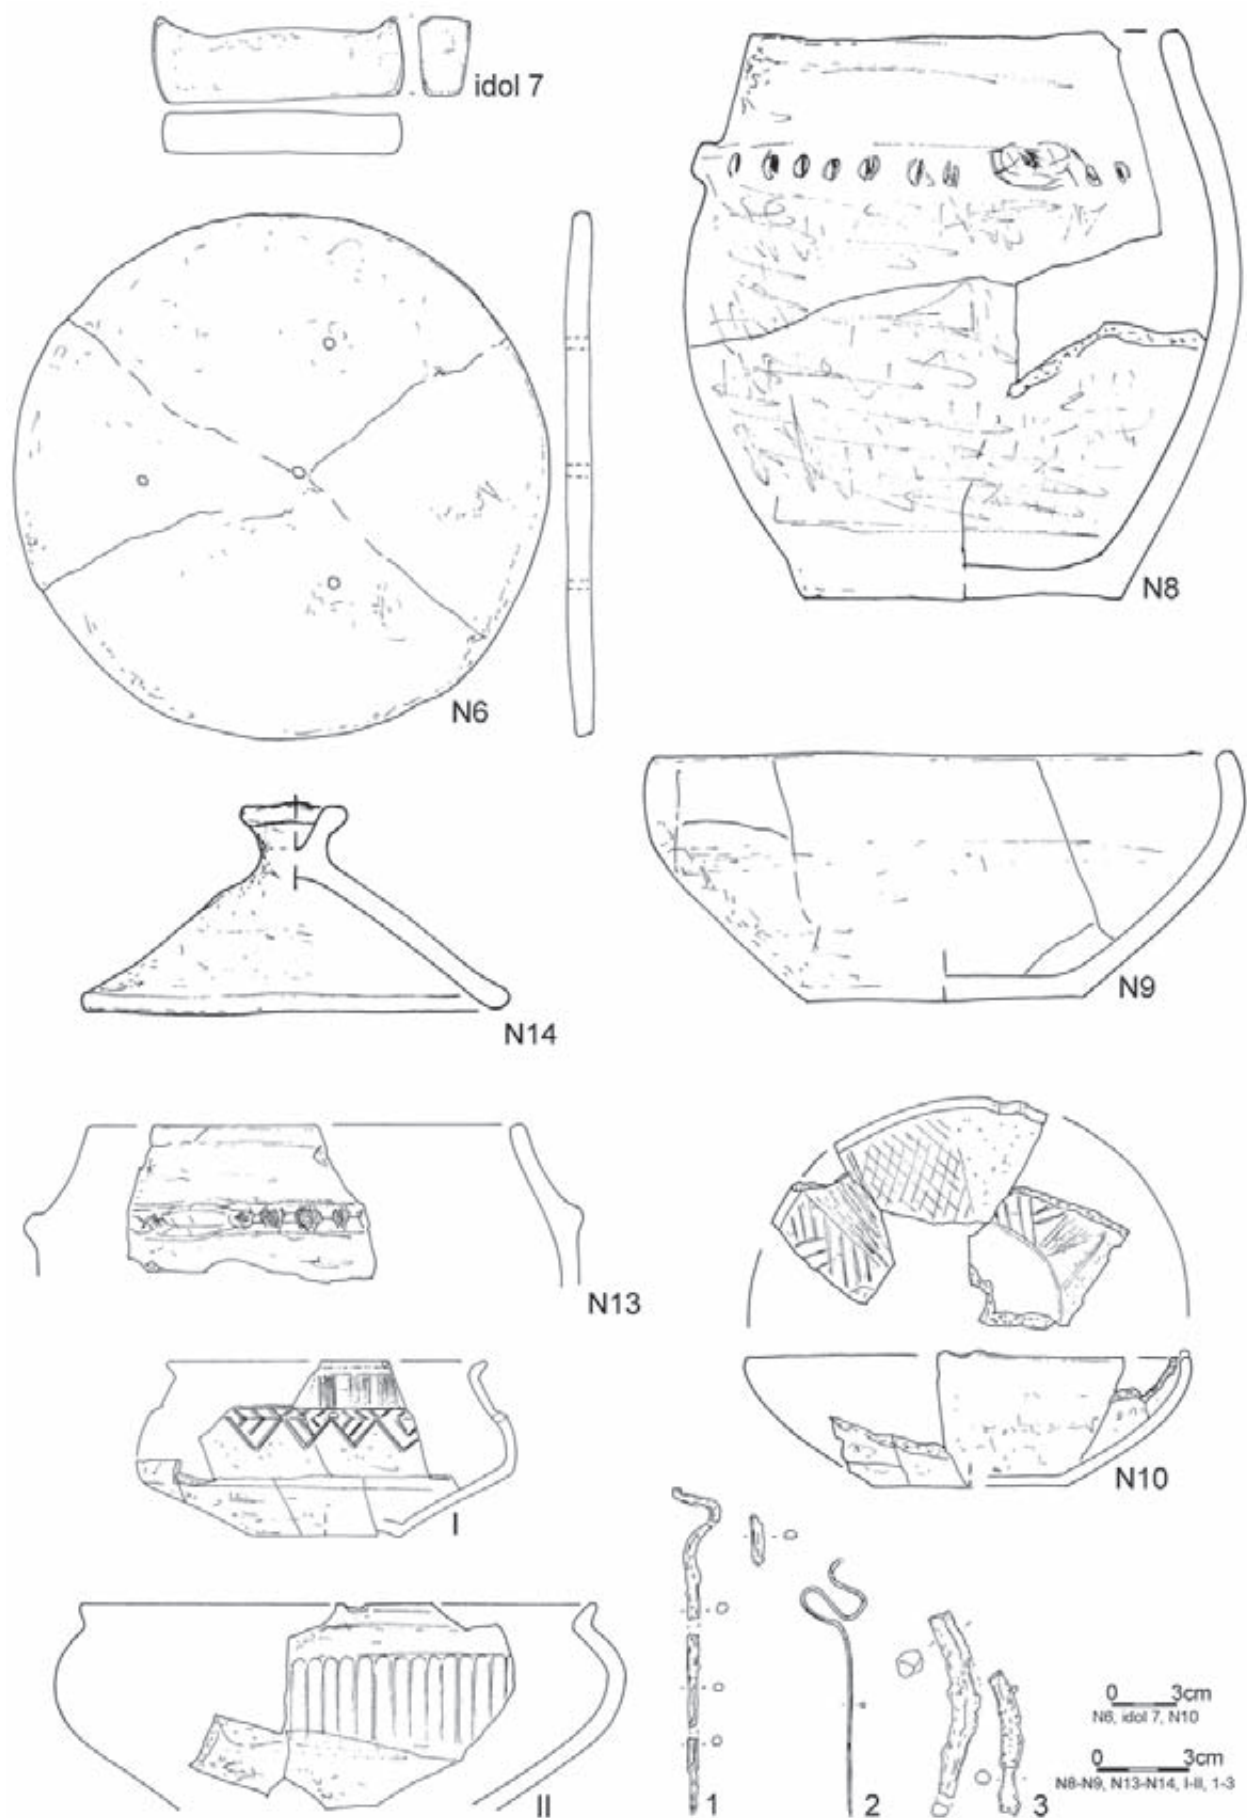 idol 7
N8
N6
N9
N14
N13
N10
I
II
1
2
3
0 3cm
N6, idol 7, N10
0 3cm
N8-N9, N13-N14, I-II, 1-3